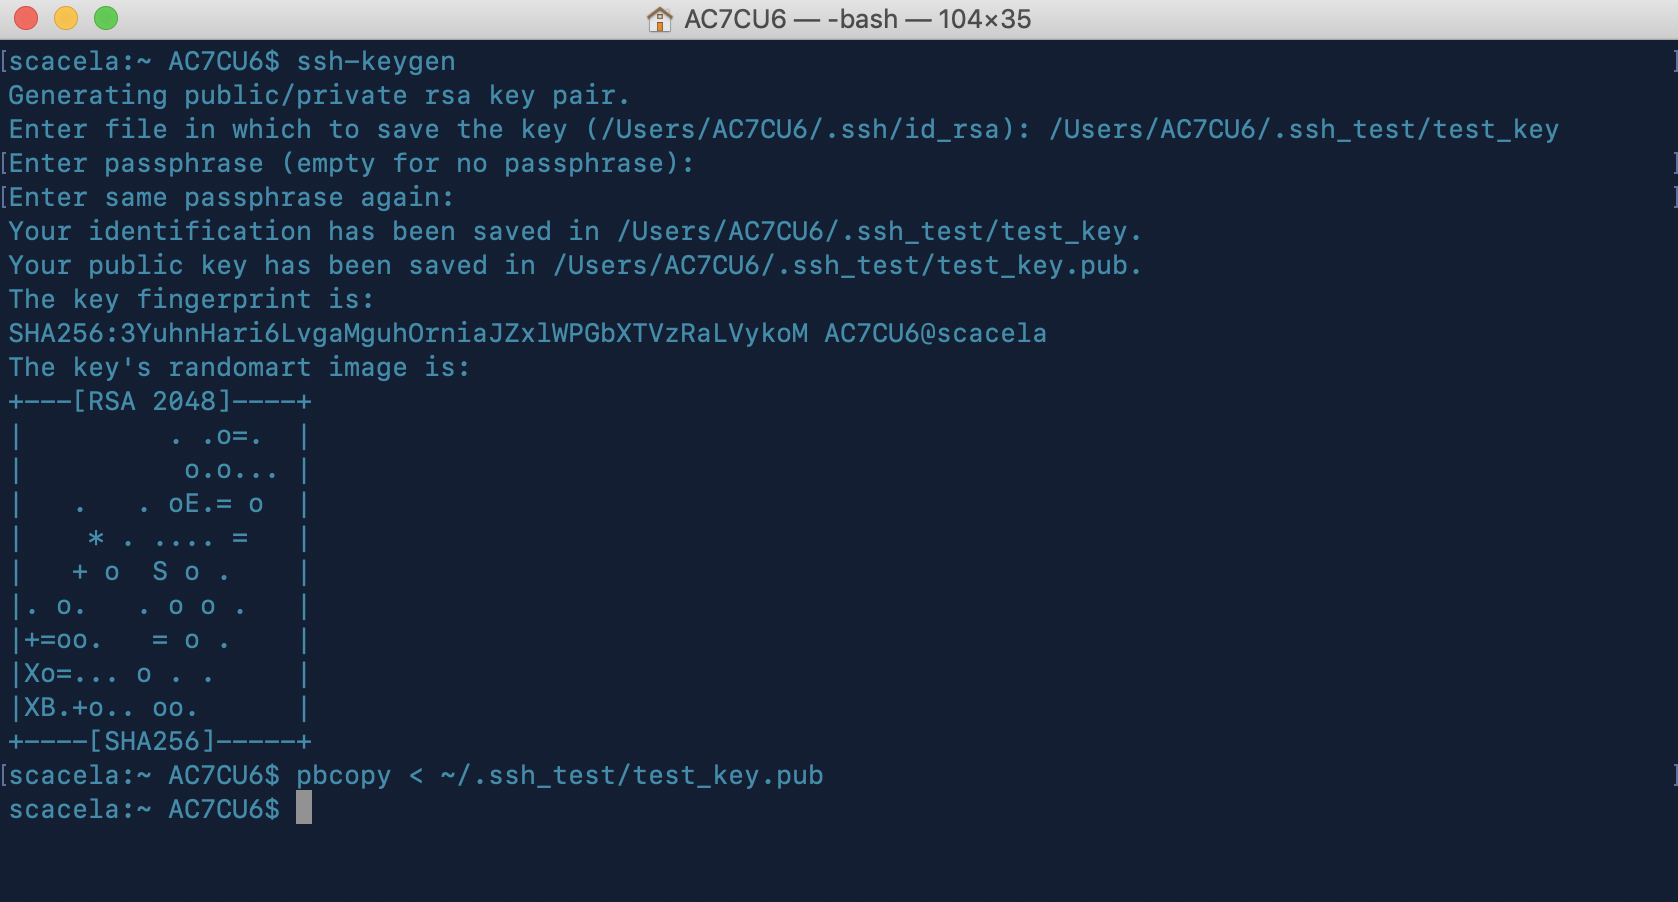 AC7CU6 — -bash — 104×35
[scacela:~ AC7CU6$ ssh-keygen ]
Generating public/private rsa key pair.
Enter file in which to save the key (/Users/AC7CU6/.ssh/id_rsa): /Users/AC7CU6/.ssh_test/test_key
[Enter passphrase (empty for no passphrase): ]
[Enter same passphrase again: ]
Your identification has been saved in /Users/AC7CU6/.ssh_test/test_key.
Your public key has been saved in /Users/AC7CU6/.ssh_test/test_key.pub.
The key fingerprint is:
SHA256:3YuhnHari6LvgaMguhOrniaJZxlWPGbXTVzRaLVykoM AC7CU6@scacela
The key's randomart image is:
+---[RSA 2048]----+
|         . .o=.  |
|          o.o... |
|   .   . oE.= o  |
|    * . .... =   |
|   + o  S o .    |
|. o.   . o o .   |
|+=oo.   = o .    |
|Xo=... o . .     |
|XB.+o.. oo.      |
+----[SHA256]-----+
[scacela:~ AC7CU6$ pbcopy < ~/.ssh_test/test_key.pub ]
scacela:~ AC7CU6$